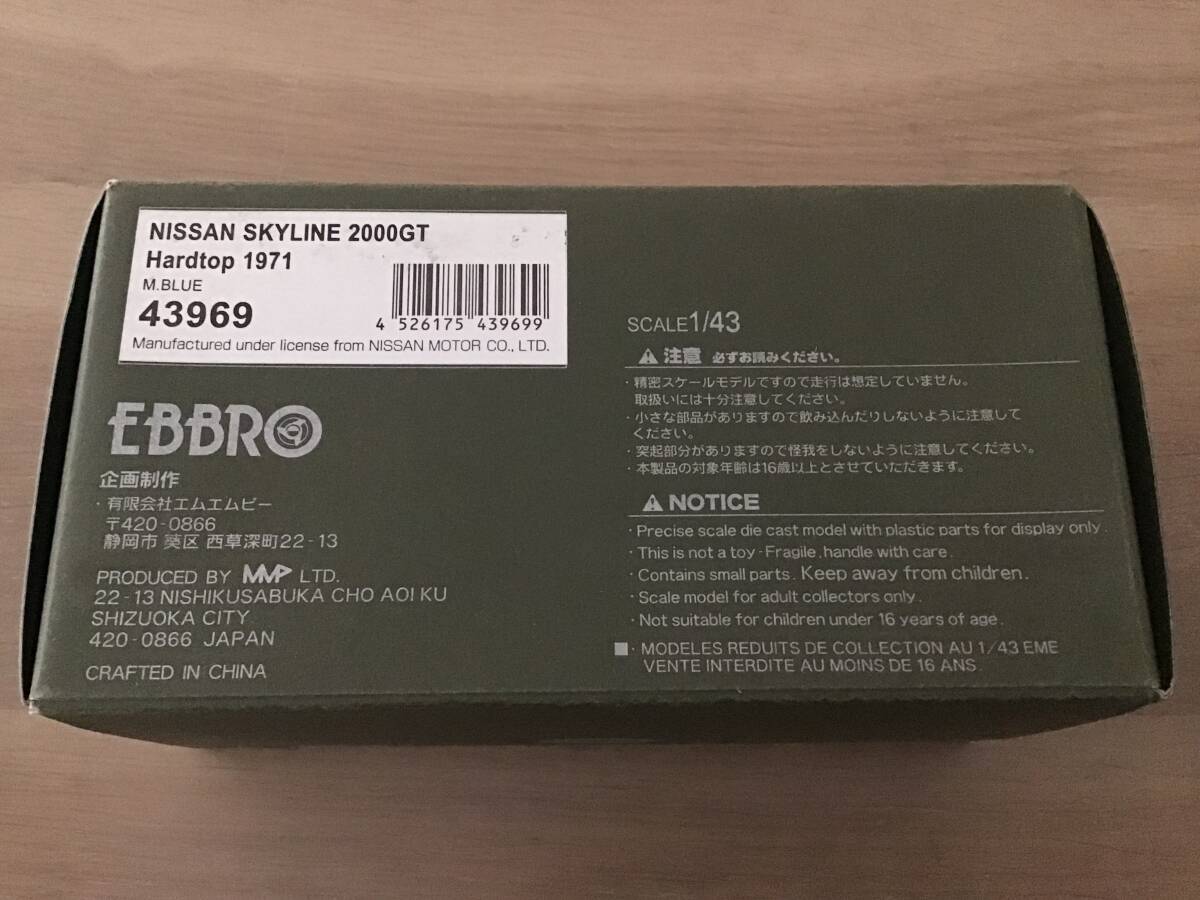 NISSAN SKYLINE 2000GT
Hardtop 1971
M.BLUE
43969
4 526175 439699
Manufactured under license from NISSAN MOTOR CO., LTD.
EBBRO
企画制作
・有限会社エムエムピー
〒420-0866
静岡市 葵区 西草深町22-13
PRODUCED BY MMP LTD.
22-13 NISHIKUSABUKA CHO AOI KU
SHIZUOKA CITY
420-0866 JAPAN
CRAFTED IN CHINA
SCALE1/43
注意 必ずお読みください。
・精密スケールモデルですので走行は想定していません。
取扱いには十分注意してください。
・小さな部品がありますので飲み込んだりしないように注意して
ください。
・突起部分がありますので怪我をしないように注意してください。
・本製品の対象年齢は16歳以上とさせていただきます。
NOTICE
・Precise scale die cast model with plastic parts for display only.
・This is not a toy-Fragile, handle with care.
・Contains small parts. Keep away from children.
・Scale model for adult collectors only.
・Not suitable for children under 16 years of age.
■・MODELES REDUITS DE COLLECTION AU 1/43 EME
VENTE INTERDITE AU MOINS DE 16 ANS.